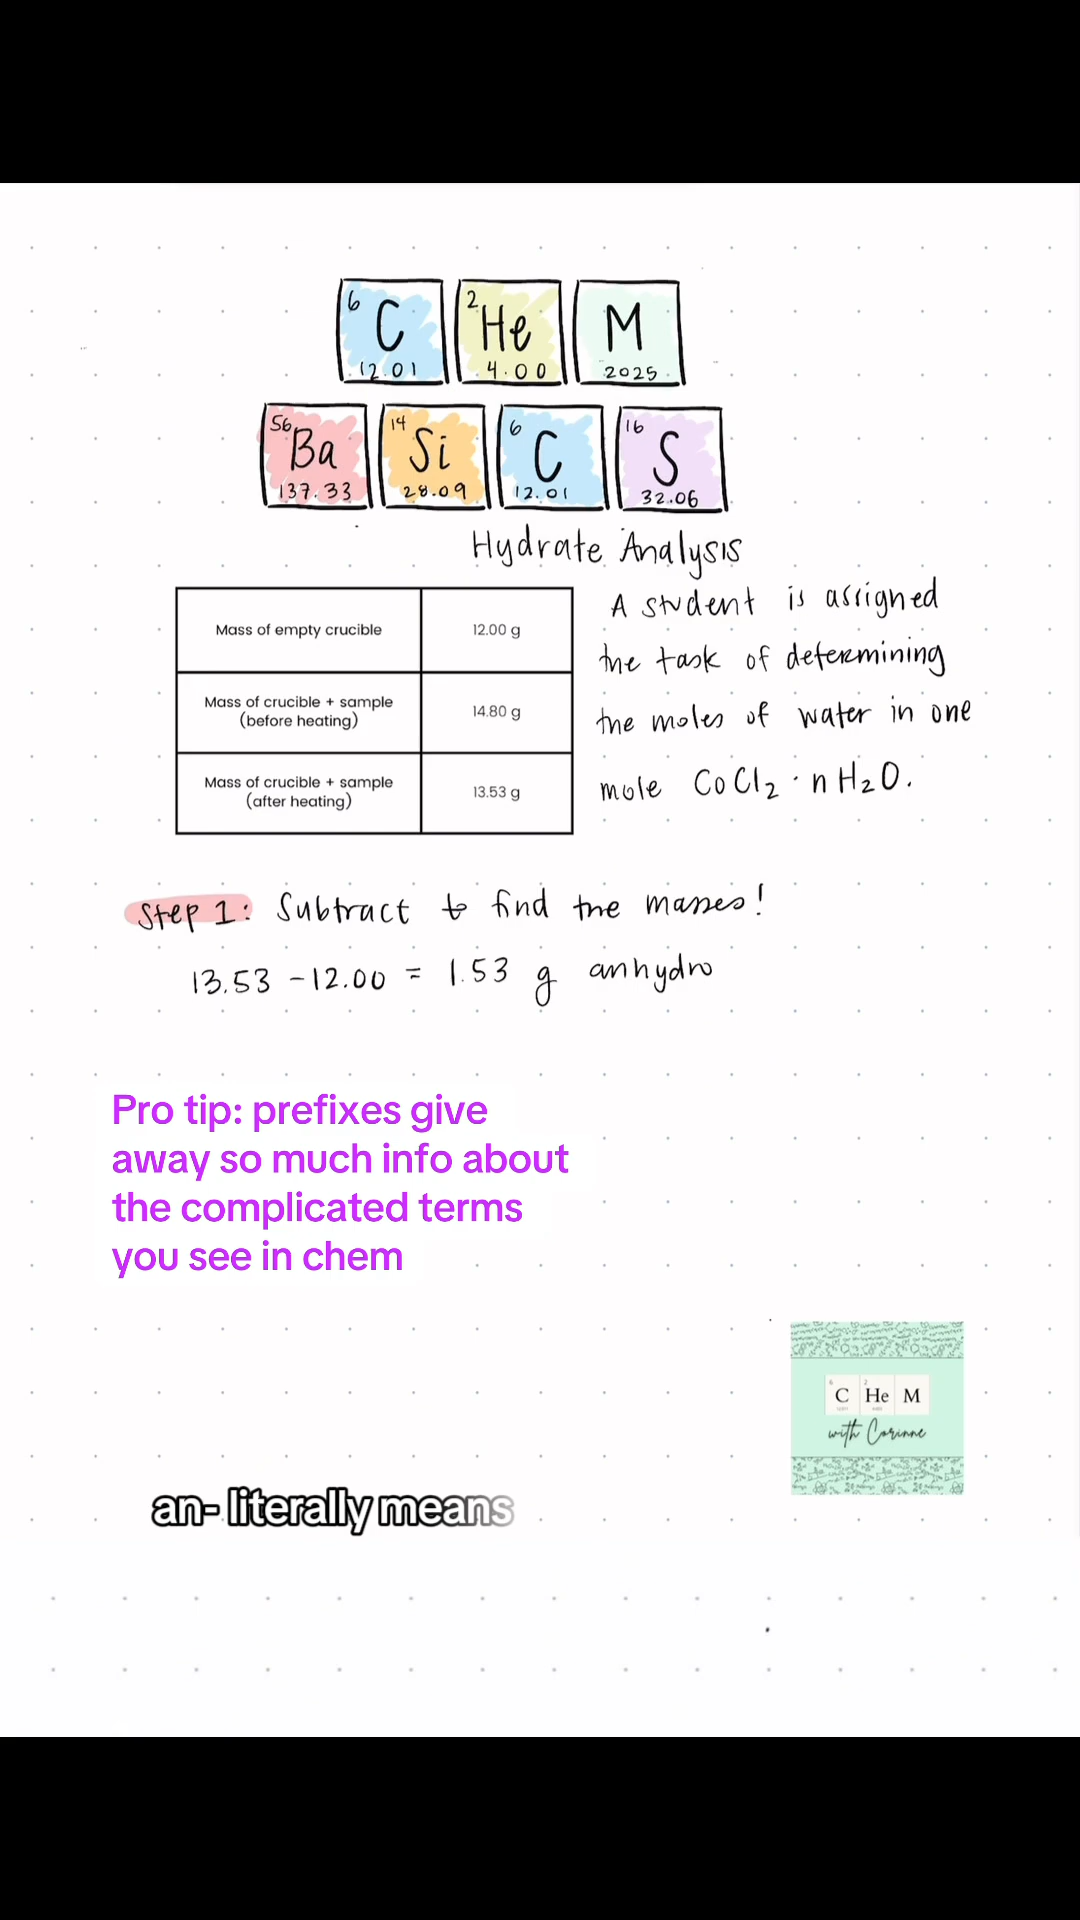 6 2
C He M
12.01 4.00 2025
56 14 6 16
Ba Si C S
137.33 28.09 12.01 32.06
Hydrate Analysis
Mass of empty crucible 12.00 g
Mass of crucible + sample
(before heating) 14.80 g
Mass of crucible + sample
(after heating) 13.53 g
A student is assigned
the task of determining
the moles of water in one
mole CoCl₂ · n H₂O.
Step 1: Subtract to find the masses!
13.53 - 12.00 = 1.53 g anhydro
Pro tip: prefixes give
away so much info about
the complicated terms
you see in chem
C He M
with Corinne
an- literally means